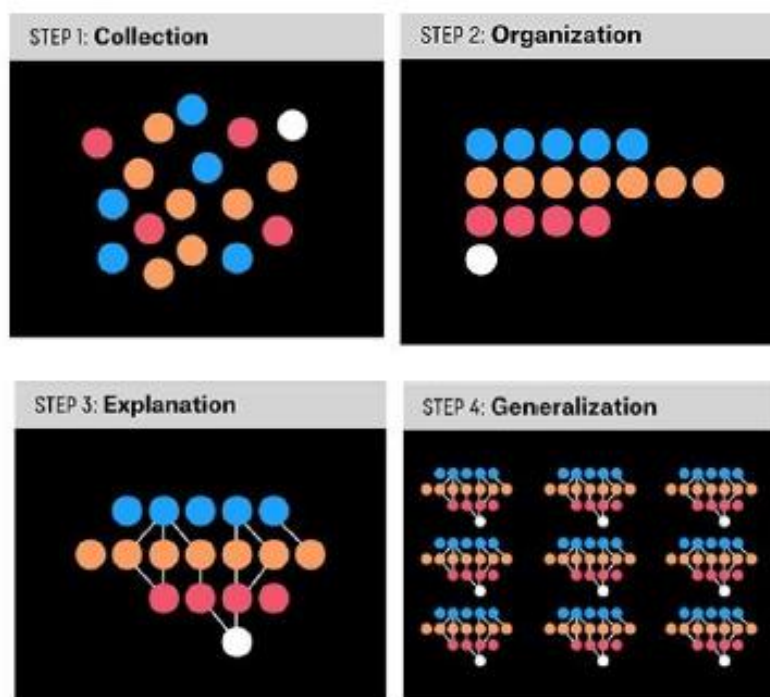 STEP 1: Collection
STEP 2: Organization
STEP 3: Explanation
STEP 4: Generalization